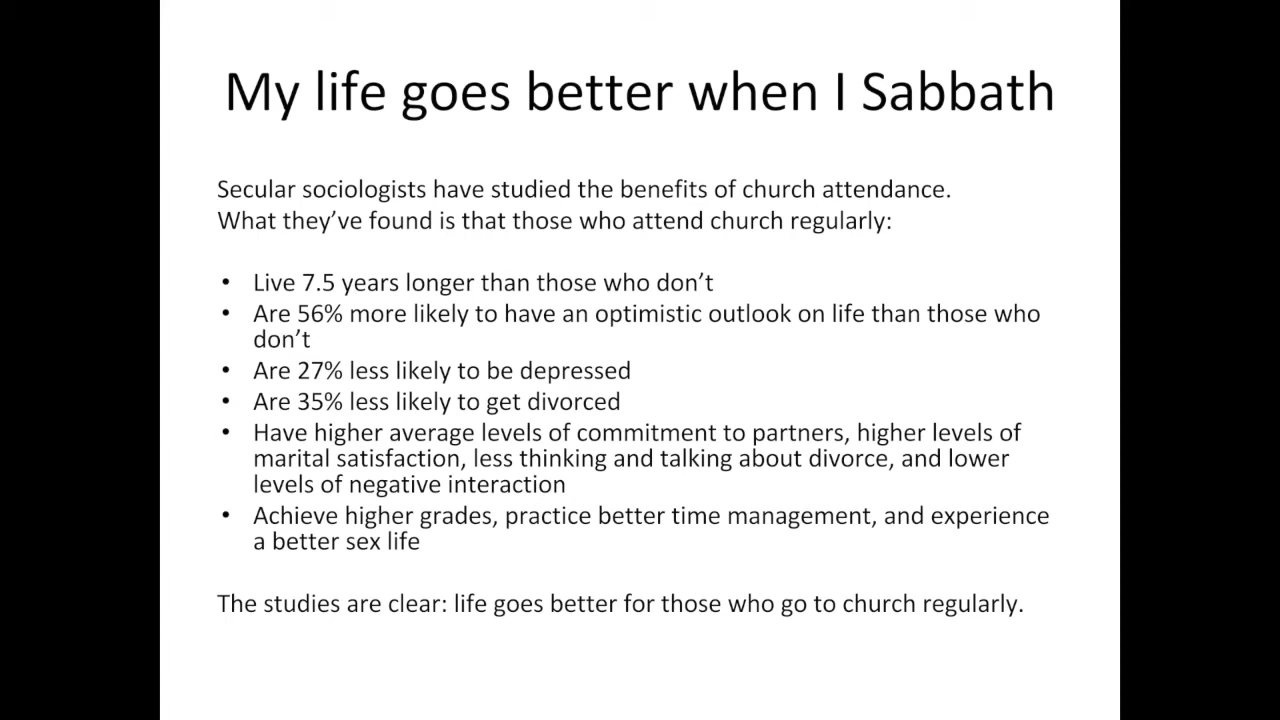 My life goes better when I Sabbath
Secular sociologists have studied the benefits of church attendance.
What they’ve found is that those who attend church regularly:
• Live 7.5 years longer than those who don’t
• Are 56% more likely to have an optimistic outlook on life than those who
don’t
• Are 27% less likely to be depressed
• Are 35% less likely to get divorced
• Have higher average levels of commitment to partners, higher levels of
marital satisfaction, less thinking and talking about divorce, and lower
levels of negative interaction
• Achieve higher grades, practice better time management, and experience
a better sex life
The studies are clear: life goes better for those who go to church regularly.